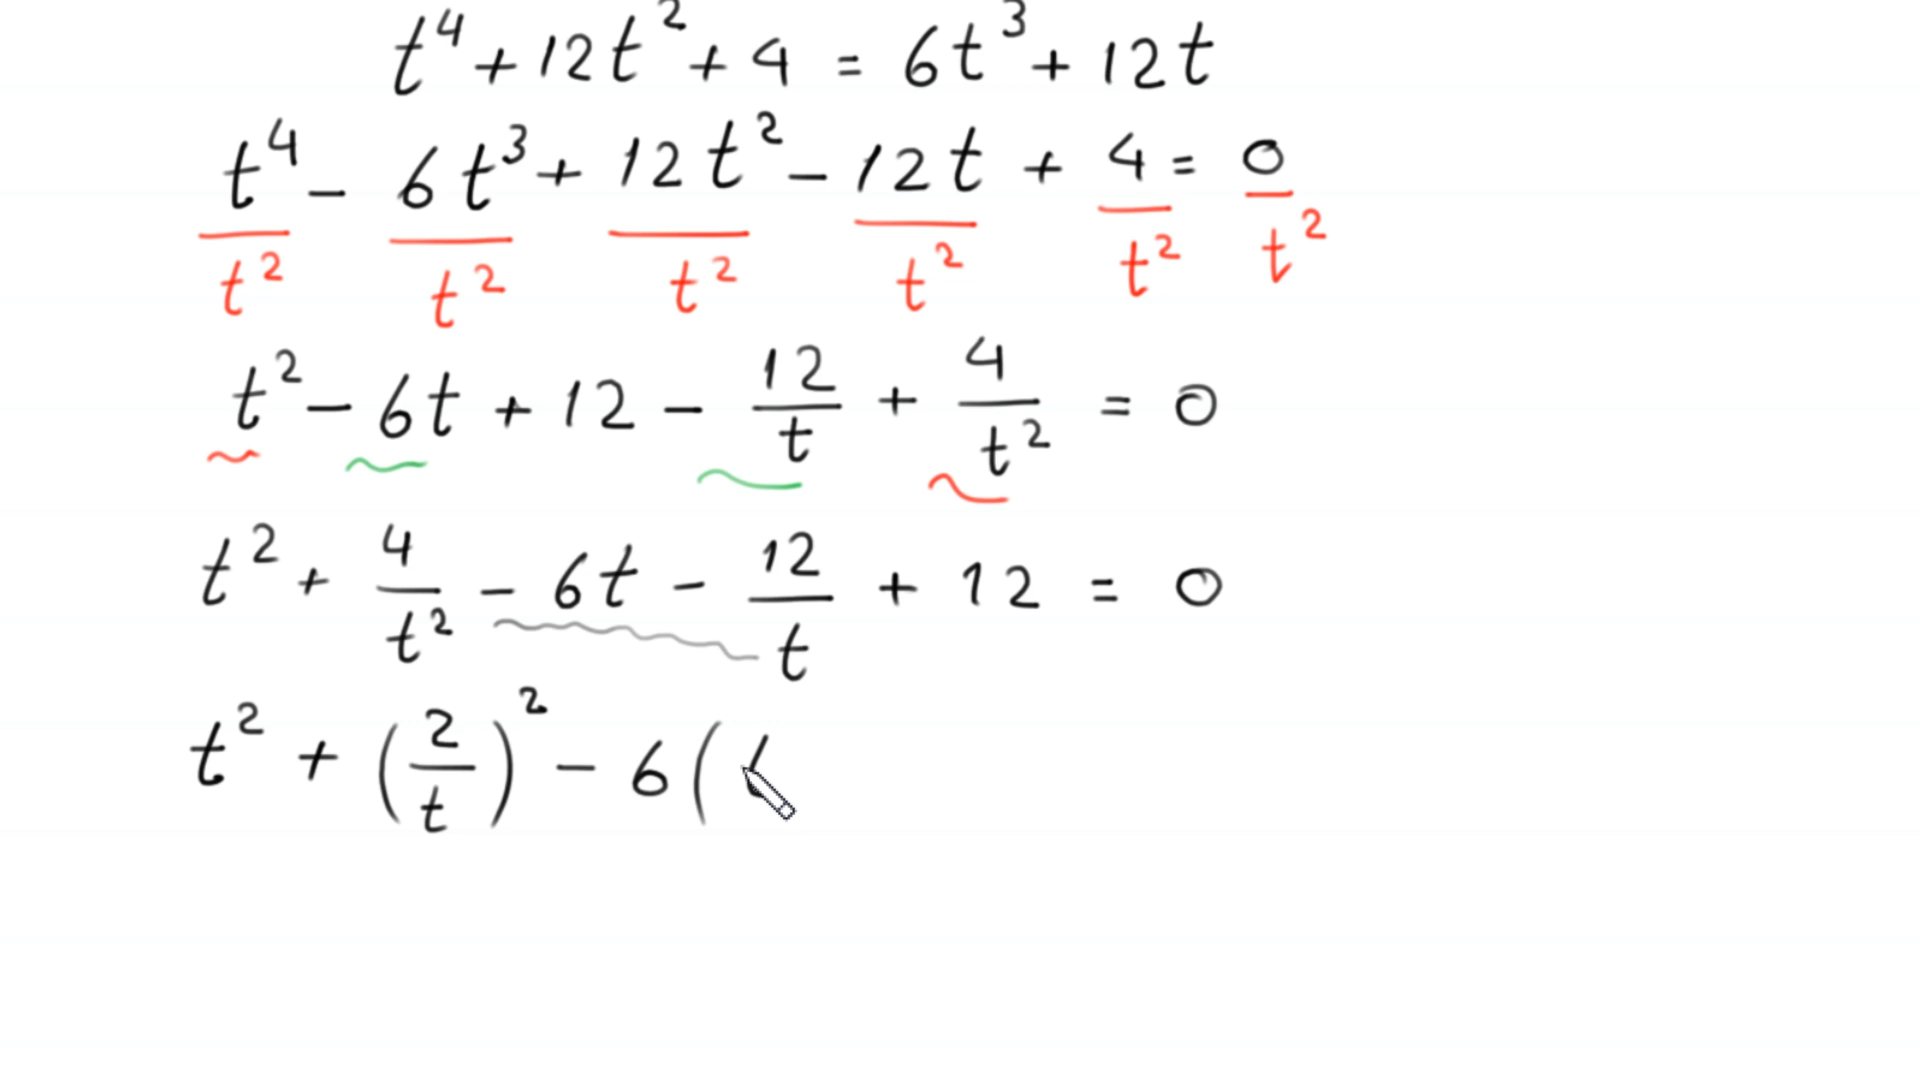 t⁴ + 12t² + 4 = 6t³ + 12t
t⁴/t² - 6t³/t² + 12t²/t² - 12t/t² + 4/t² = 0/t²
t² - 6t + 12 - 12/t + 4/t² = 0
t² + 4/t² - 6t - 12/t + 12 = 0
t² + (2/t)² - 6(